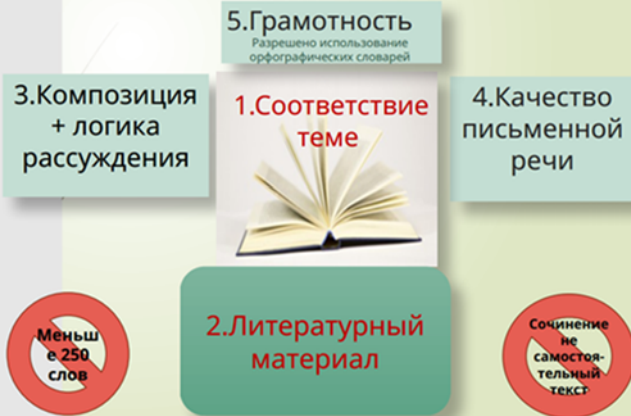 5.Грамотность
Разрешено использование
орфографических словарей
3.Композиция
+ логика
рассуждения
1.Соответствие
теме
4.Качество
письменной
речи
2.Литературный
материал
Меньш
е 250
слов
Сочинение
не
самостоя-
тельный
текст